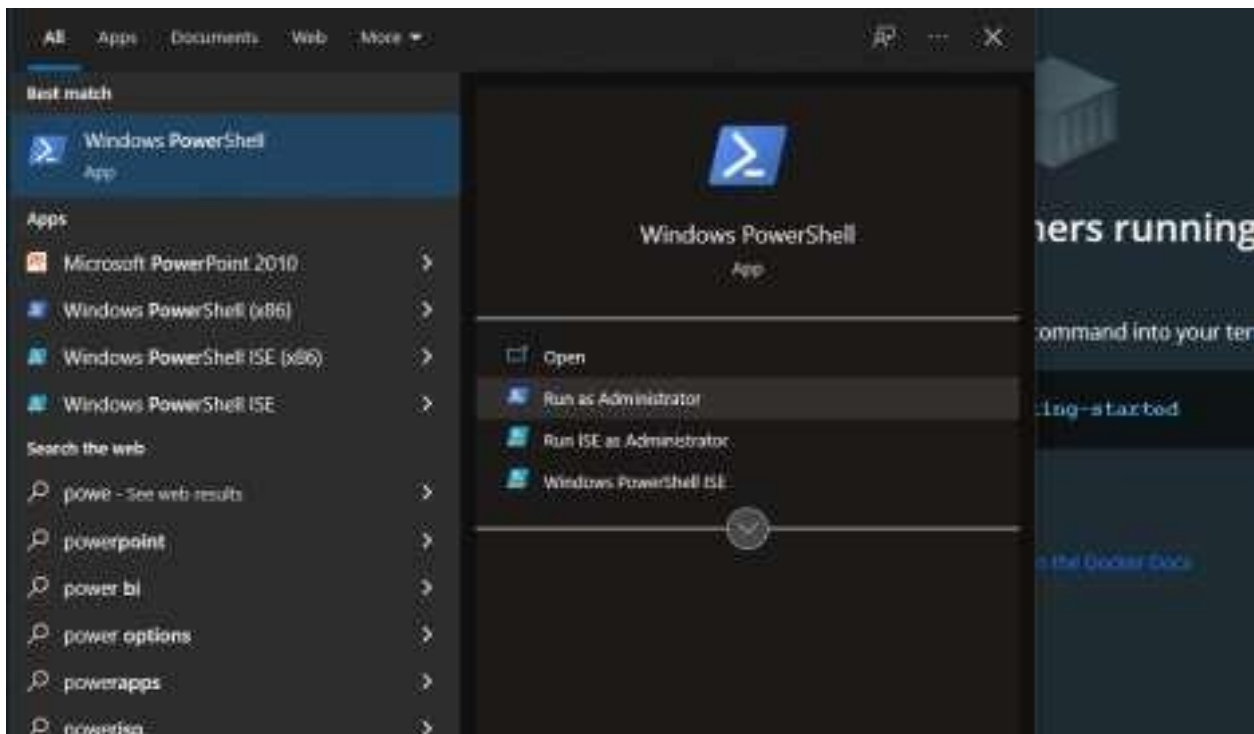 All Apps Documents Web More
Best match
Windows PowerShell
App
Apps
Microsoft PowerPoint 2010
Windows PowerShell (x86)
Windows PowerShell ISE (x86)
Windows PowerShell ISE
Search the web
powe - See web results
powerpoint
power bi
power options
powerapps
Windows PowerShell
App
Open
Run as Administrator
Run ISE as Administrator
Windows PowerShell ISE
ners running
command into your ter
ing-started
the Docker Docs